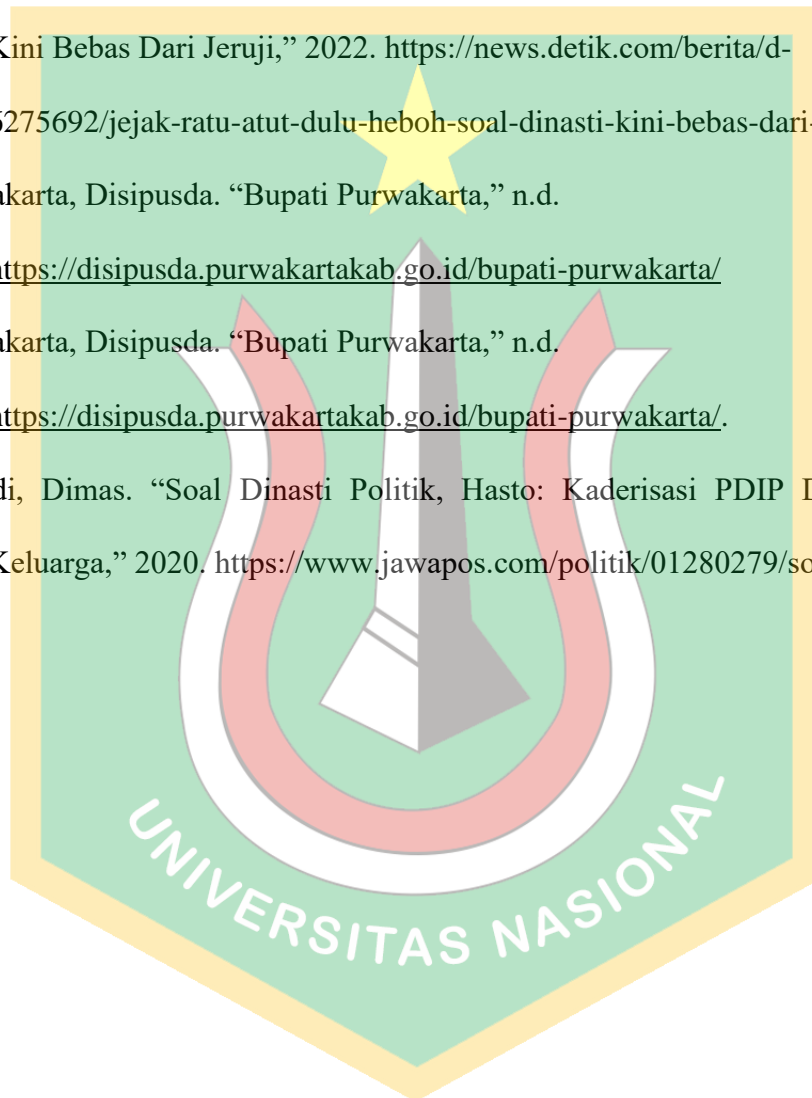 Kini Bebas Dari Jeruji,” 2022. https://news.detik.com/berita/d-
6275692/jejak-ratu-atut-dulu-heboh-soal-dinasti-kini-bebas-dari-
akarta, Disipusda. “Bupati Purwakarta,” n.d.
https://disipusda.purwakartakab.go.id/bupati-purwakarta/
akarta, Disipusda. “Bupati Purwakarta,” n.d.
https://disipusda.purwakartakab.go.id/bupati-purwakarta/.
di, Dimas. “Soal Dinasti Politik, Hasto: Kaderisasi PDIP D
Keluarga,” 2020. https://www.jawapos.com/politik/01280279/so
UNIVERSITAS NASIONAL